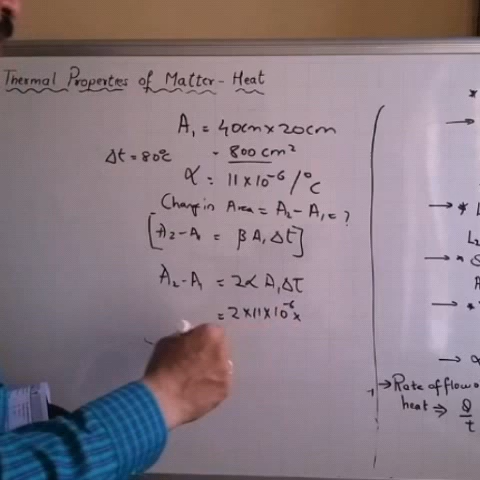 Thermal Properties of Matter - Heat
A₁ = 40cm x 20cm
Δt = 80°C = 800 cm²
α = 11 x 10⁻⁶ / °C
Change in Area = A₂ - A₁ = ?
[A₂ - A₁ = β A₁ Δt]
A₂ - A₁ = 2α A₁ Δt
= 2 x 11 x 10⁻⁶ x
*
→
→ * L
L₂
→ *
→ *
→ α
→ Rate of flow o
heat ⇒ Q/t